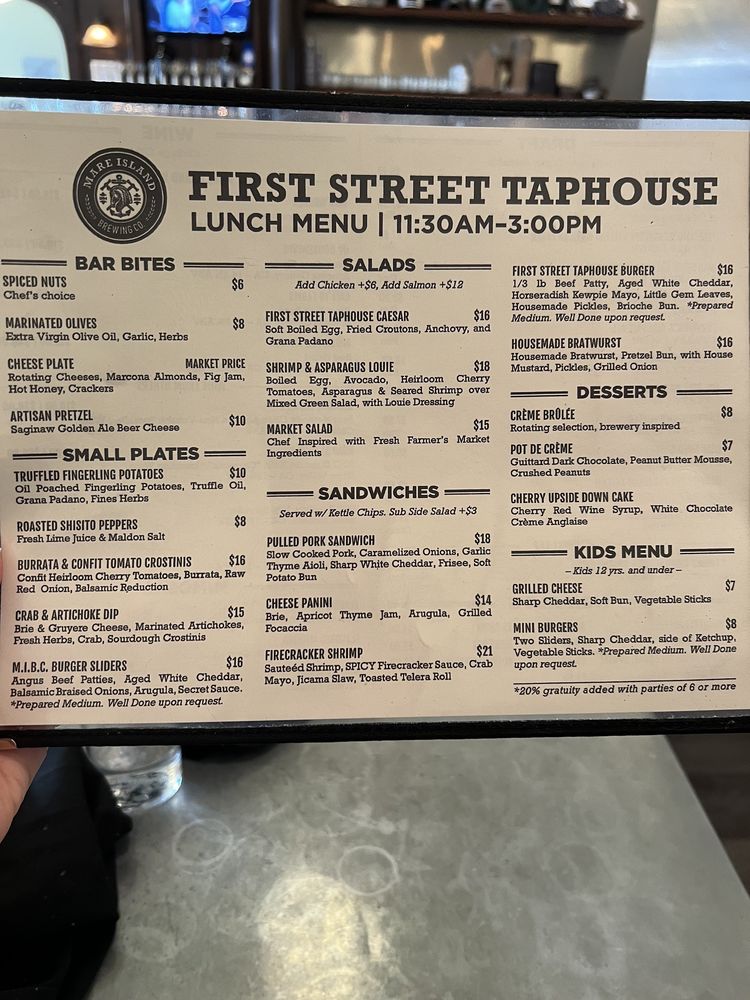 MARE ISLAND
BREWING CO.
FIRST STREET TAPHOUSE
LUNCH MENU | 11:30AM–3:00PM
BAR BITES
SPICED NUTS $6
Chef's choice
MARINATED OLIVES $8
Extra Virgin Olive Oil, Garlic, Herbs
CHEESE PLATE MARKET PRICE
Rotating Cheeses, Marcona Almonds, Fig Jam,
Hot Honey, Crackers
ARTISAN PRETZEL $10
Saginaw Golden Ale Beer Cheese
SMALL PLATES
TRUFFLED FINGERLING POTATOES $10
Oil Poached Fingerling Potatoes, Truffle Oil,
Grana Padano, Fines Herbs
ROASTED SHISITO PEPPERS $8
Fresh Lime Juice & Maldon Salt
BURRATA & CONFIT TOMATO CROSTINIS $16
Confit Heirloom Cherry Tomatoes, Burrata, Raw
Red Onion, Balsamic Reduction
CRAB & ARTICHOKE DIP $15
Brie & Gruyere Cheese, Marinated Artichokes,
Fresh Herbs, Crab, Sourdough Crostinis
M.I.B.C. BURGER SLIDERS $16
Angus Beef Patties, Aged White Cheddar,
Balsamic Braised Onions, Arugula, Secret Sauce.
*Prepared Medium. Well Done upon request.
SALADS
Add Chicken +$6, Add Salmon +$12
FIRST STREET TAPHOUSE CAESAR $16
Soft Boiled Egg, Fried Croutons, Anchovy, and
Grana Padano
SHRIMP & ASPARAGUS LOUIE $18
Boiled Egg, Avocado, Heirloom Cherry
Tomatoes, Asparagus & Seared Shrimp over
Mixed Green Salad, with Louie Dressing
MARKET SALAD $15
Chef Inspired with Fresh Farmer's Market
Ingredients
SANDWICHES
Served w/ Kettle Chips. Sub Side Salad +$3
PULLED PORK SANDWICH $18
Slow Cooked Pork, Caramelized Onions, Garlic
Thyme Aioli, Sharp White Cheddar, Frisee, Soft
Potato Bun
CHEESE PANINI $14
Brie, Apricot Thyme Jam, Arugula, Grilled
Focaccia
FIRECRACKER SHRIMP $21
Sauteéd Shrimp, SPICY Firecracker Sauce, Crab
Mayo, Jicama Slaw, Toasted Telera Roll
FIRST STREET TAPHOUSE BURGER $16
1/3 lb Beef Patty, Aged White Cheddar,
Horseradish Kewpie Mayo, Little Gem Leaves,
Housemade Pickles, Brioche Bun. *Prepared
Medium. Well Done upon request.
HOUSEMADE BRATWURST $16
Housemade Bratwurst, Pretzel Bun, with House
Mustard, Pickles, Grilled Onion
DESSERTS
CRÈME BRÛLÉE $8
Rotating selection, brewery inspired
POT DE CRÈME $7
Guittard Dark Chocolate, Peanut Butter Mousse,
Crushed Peanuts
CHERRY UPSIDE DOWN CAKE
Cherry Red Wine Syrup, White Chocolate
Crème Anglaise
KIDS MENU
– Kids 12 yrs. and under –
GRILLED CHEESE $7
Sharp Cheddar, Soft Bun, Vegetable Sticks
MINI BURGERS $8
Two Sliders, Sharp Cheddar, side of Ketchup,
Vegetable Sticks. *Prepared Medium. Well Done
upon request.
*20% gratuity added with parties of 6 or more